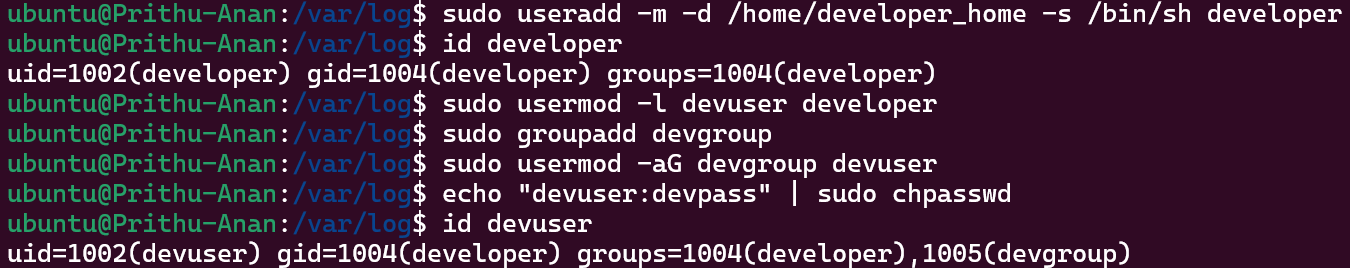 ubuntu@Prithu-Anan:/var/log$ sudo useradd -m -d /home/developer_home -s /bin/sh developer
ubuntu@Prithu-Anan:/var/log$ id developer
uid=1002(developer) gid=1004(developer) groups=1004(developer)
ubuntu@Prithu-Anan:/var/log$ sudo usermod -l devuser developer
ubuntu@Prithu-Anan:/var/log$ sudo groupadd devgroup
ubuntu@Prithu-Anan:/var/log$ sudo usermod -aG devgroup devuser
ubuntu@Prithu-Anan:/var/log$ echo "devuser:devpass" | sudo chpasswd
ubuntu@Prithu-Anan:/var/log$ id devuser
uid=1002(devuser) gid=1004(developer) groups=1004(developer),1005(devgroup)